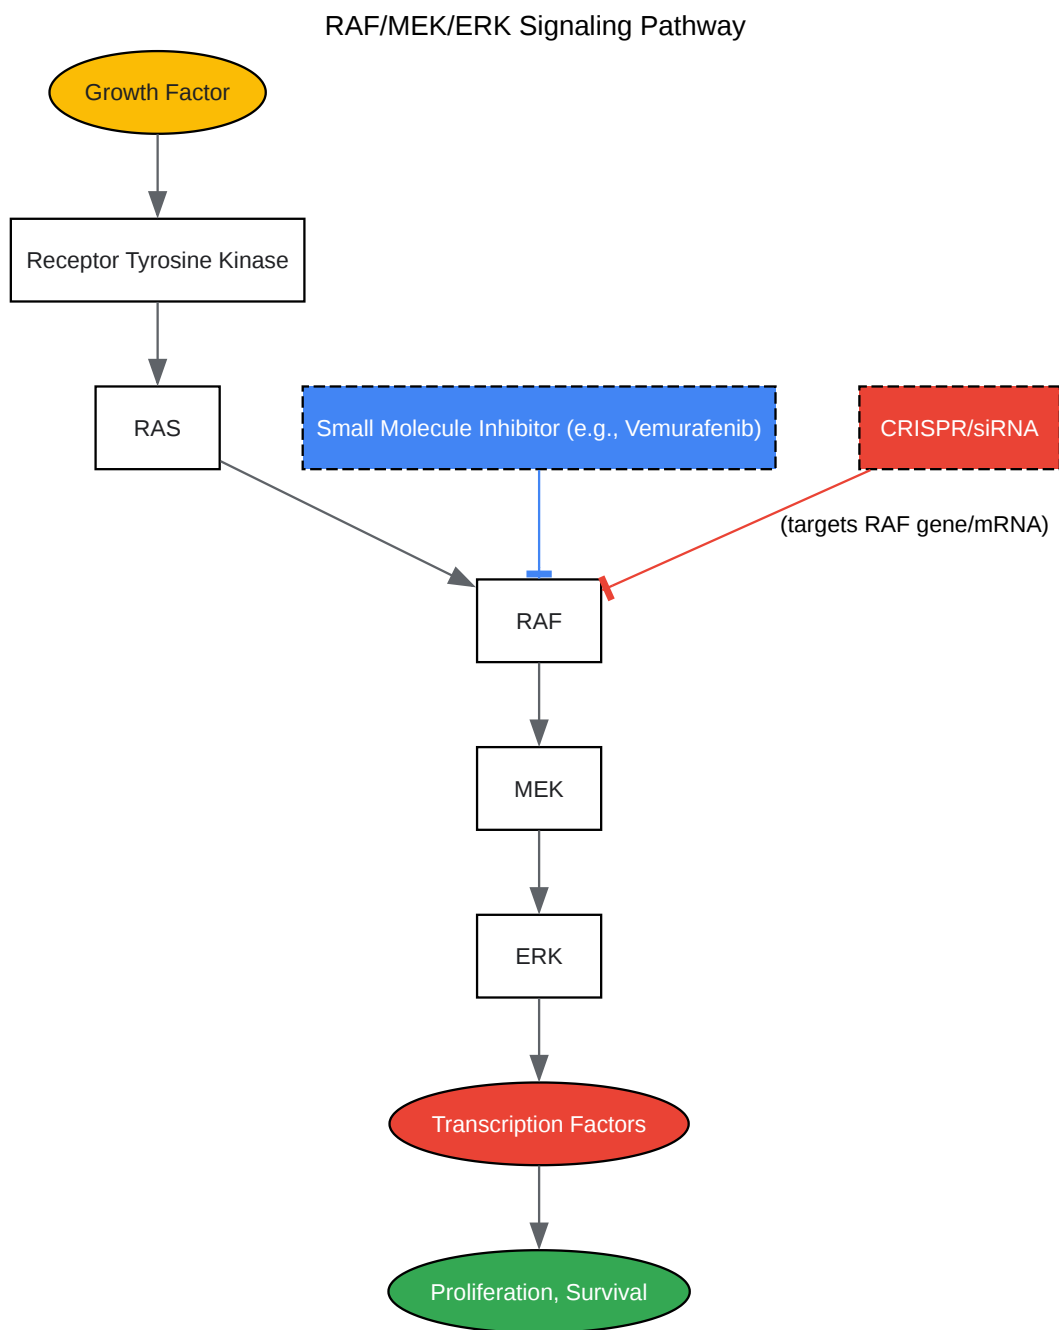 RAF/MEK/ERK Signaling Pathway
Growth Factor
Receptor Tyrosine Kinase
RAS
Small Molecule Inhibitor (e.g., Vemurafenib)
CRISPR/siRNA
(targets RAF gene/mRNA)
RAF
MEK
ERK
Transcription Factors
Proliferation, Survival